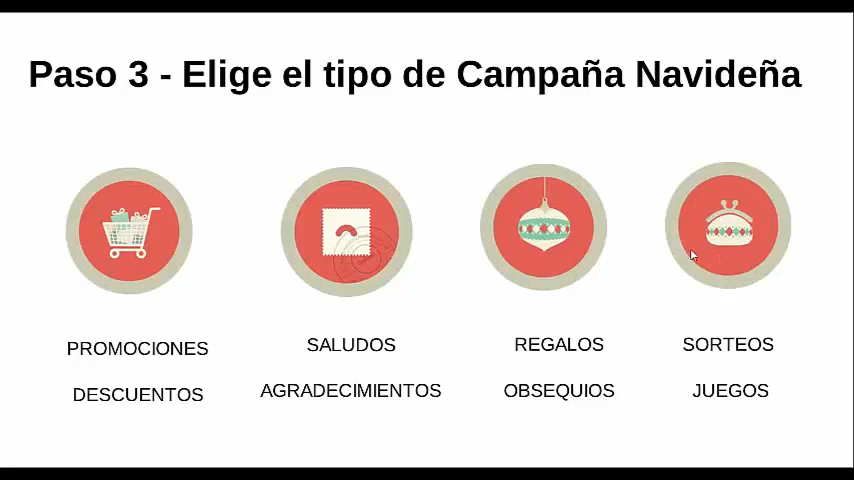 Paso 3 - Elige el tipo de Campaña Navideña
PROMOCIONES
DESCUENTOS
SALUDOS
AGRADECIMIENTOS
REGALOS
OBSEQUIOS
SORTEOS
JUEGOS